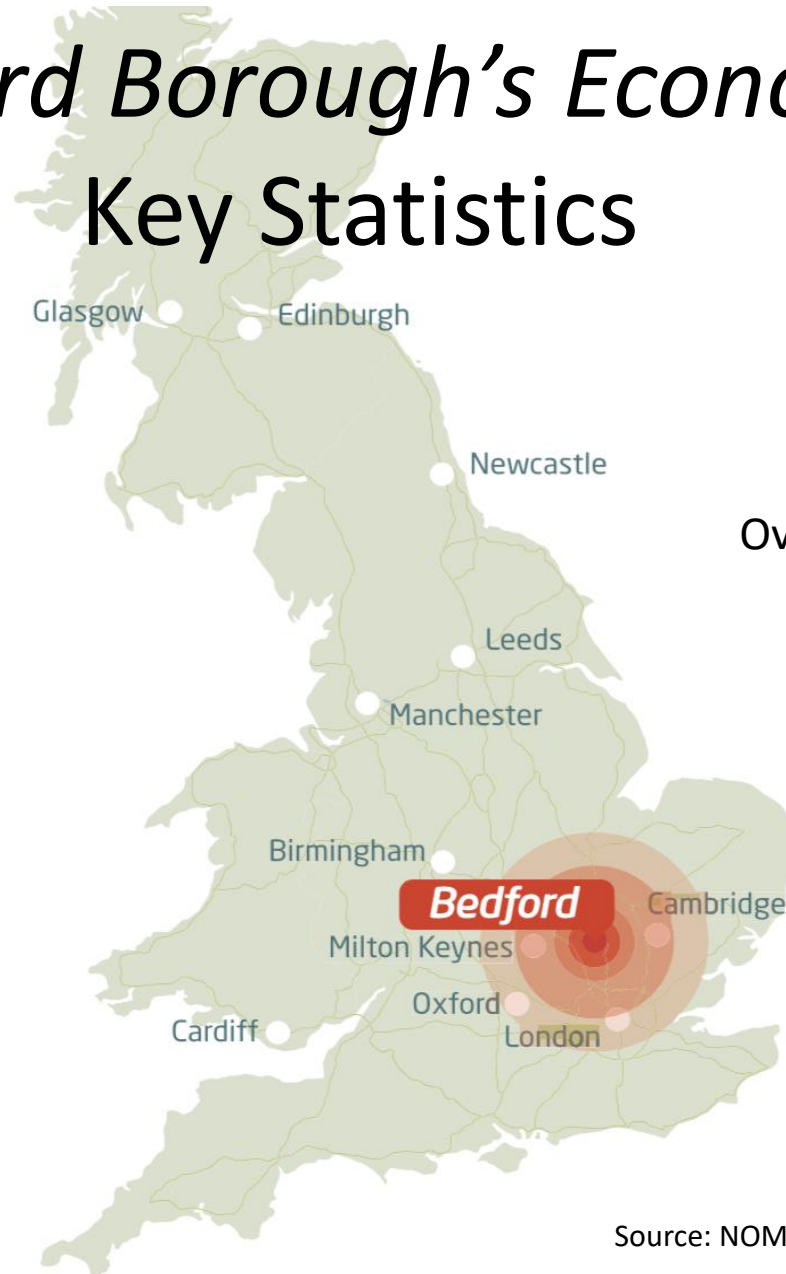 rd Borough's Econo
Key Statistics
Glasgow
Edinburgh
Newcastle
Ov
Leeds
Manchester
Birmingham
Bedford
Cambridge
Milton Keynes
Oxford
London
Cardiff
Source: NOM